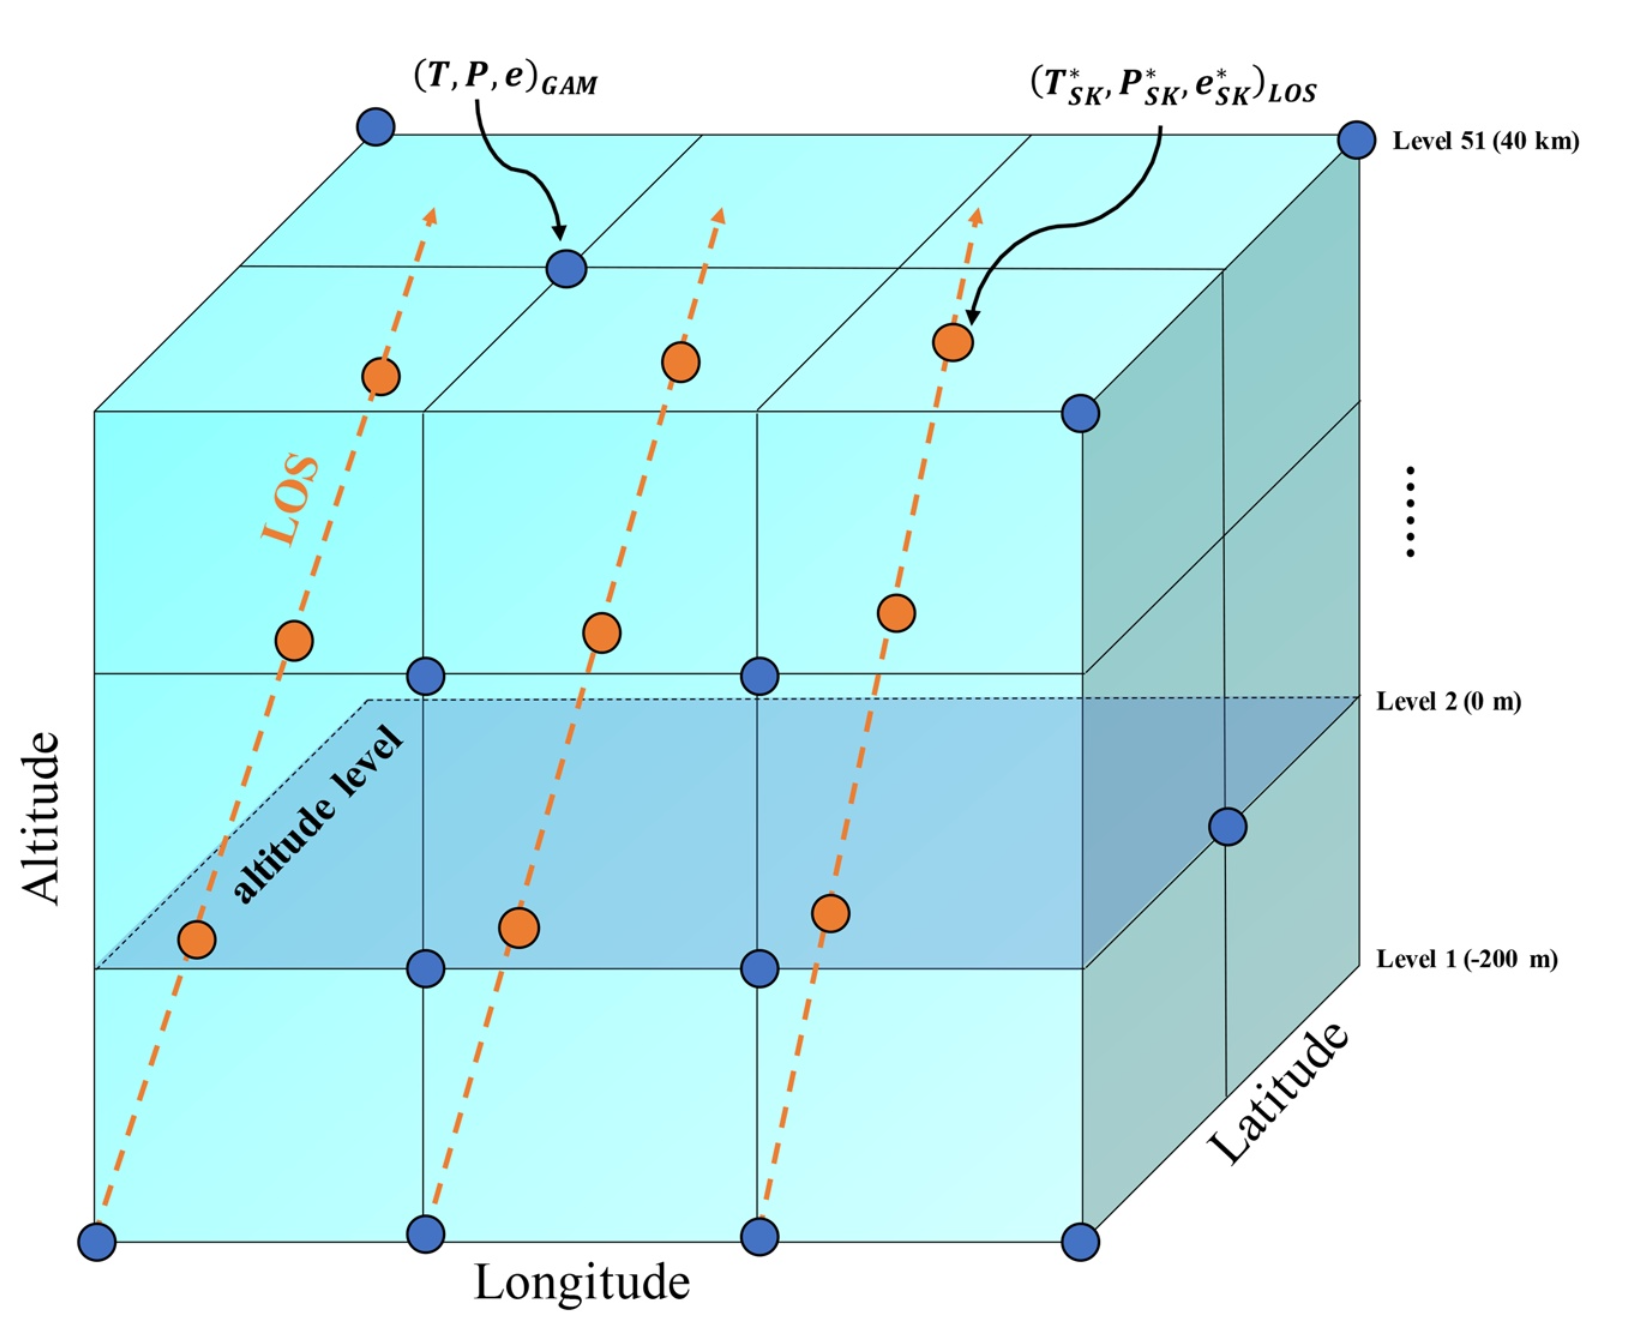 (T, P, e)GAM
(T*SK, P*SK, e*SK)LOS
Level 51 (40 km)
LOS
Level 2 (0 m)
altitude level
Altitude
Level 1 (-200 m)
Latitude
Longitude